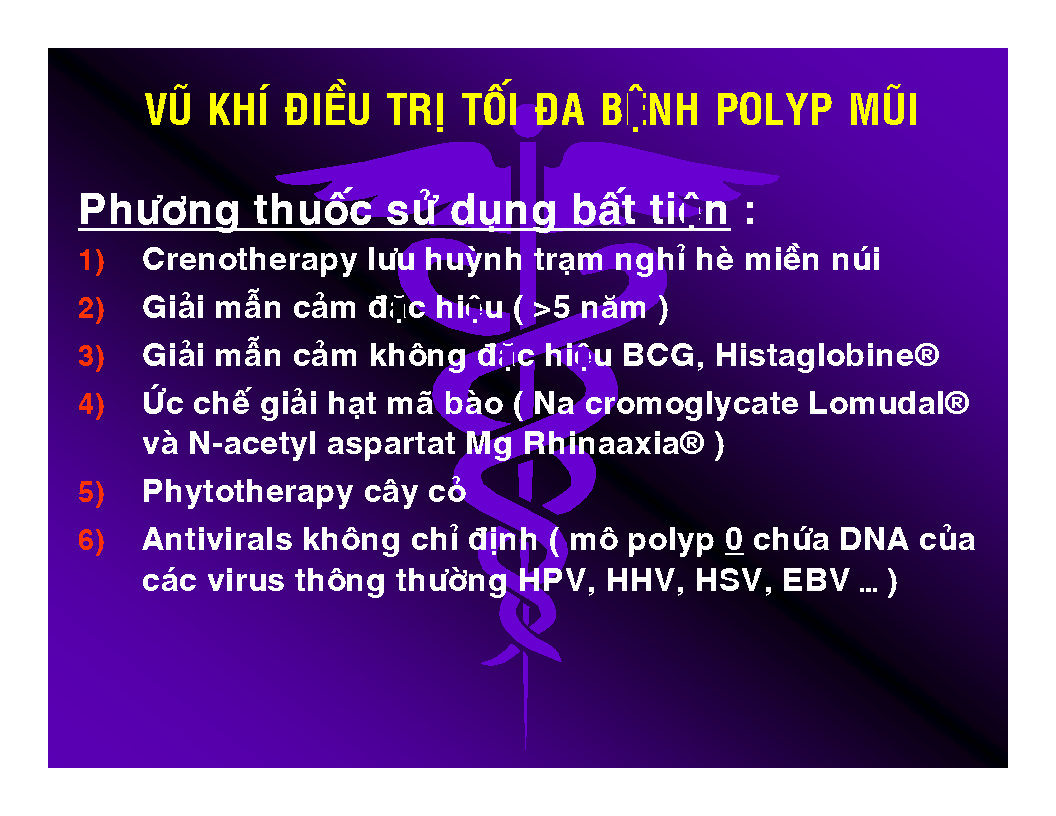 VŨ KHÍ ĐIỀU TRỊ TỐI ĐA BỆNH POLYP MŨI
Phương thuốc sử dụng bất tiện :
1) Crenotherapy lưu huỳnh trạm nghỉ hè miền núi
2) Giải mẫn cảm đặc hiệu ( >5 năm )
3) Giải mẫn cảm không đặc hiệu BCG, Histaglobine®
4) Ức chế giải hạt mã bào ( Na cromoglycate Lomudal®
và N-acetyl aspartat Mg Rhinaaxia® )
5) Phytotherapy cây cỏ
6) Antivirals không chỉ định ( mô polyp 0 chứa DNA của
các virus thông thường HPV, HHV, HSV, EBV ... )